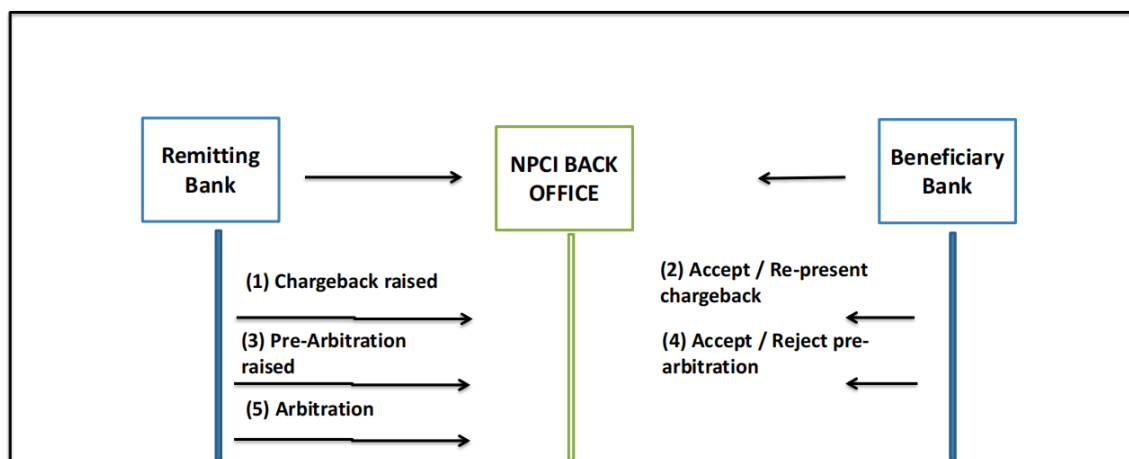 Remitting
Bank
NPCI BACK
OFFICE
Beneficiary
Bank
(1) Chargeback raised
(2) Accept / Re-present
chargeback
(3) Pre-Arbitration
raised
(4) Accept / Reject pre-
arbitration
(5) Arbitration